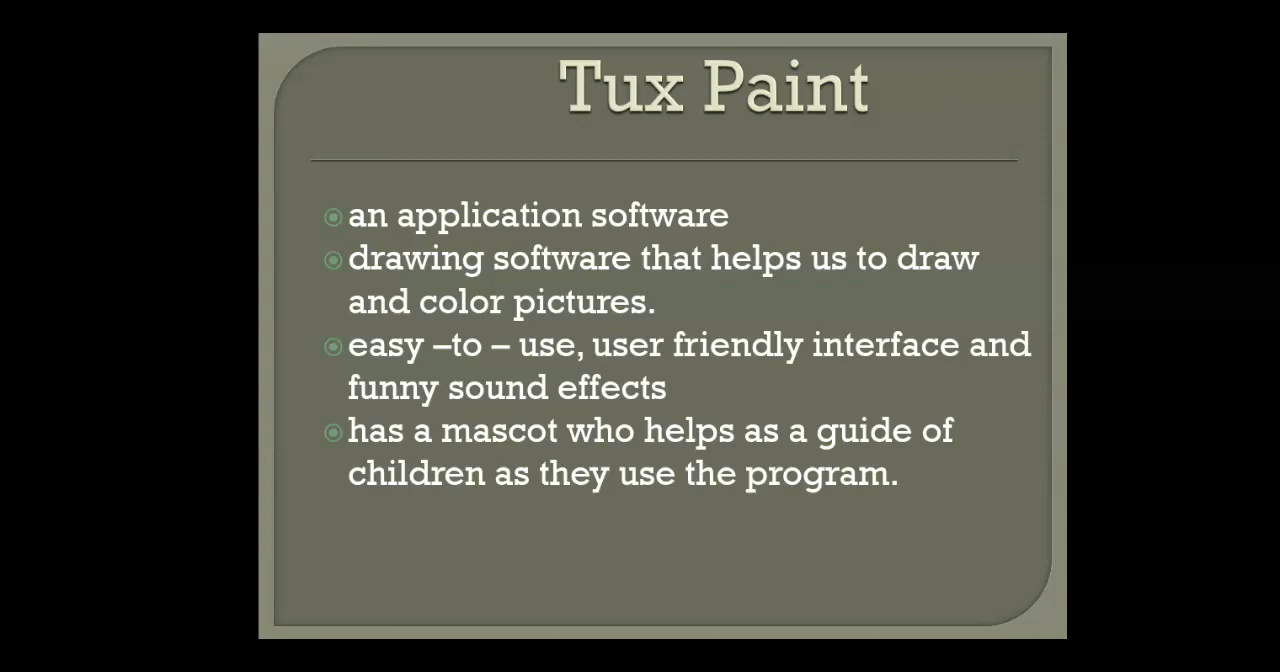 Tux Paint
an application software
drawing software that helps us to draw
and color pictures.
easy –to – use, user friendly interface and
funny sound effects
has a mascot who helps as a guide of
children as they use the program.